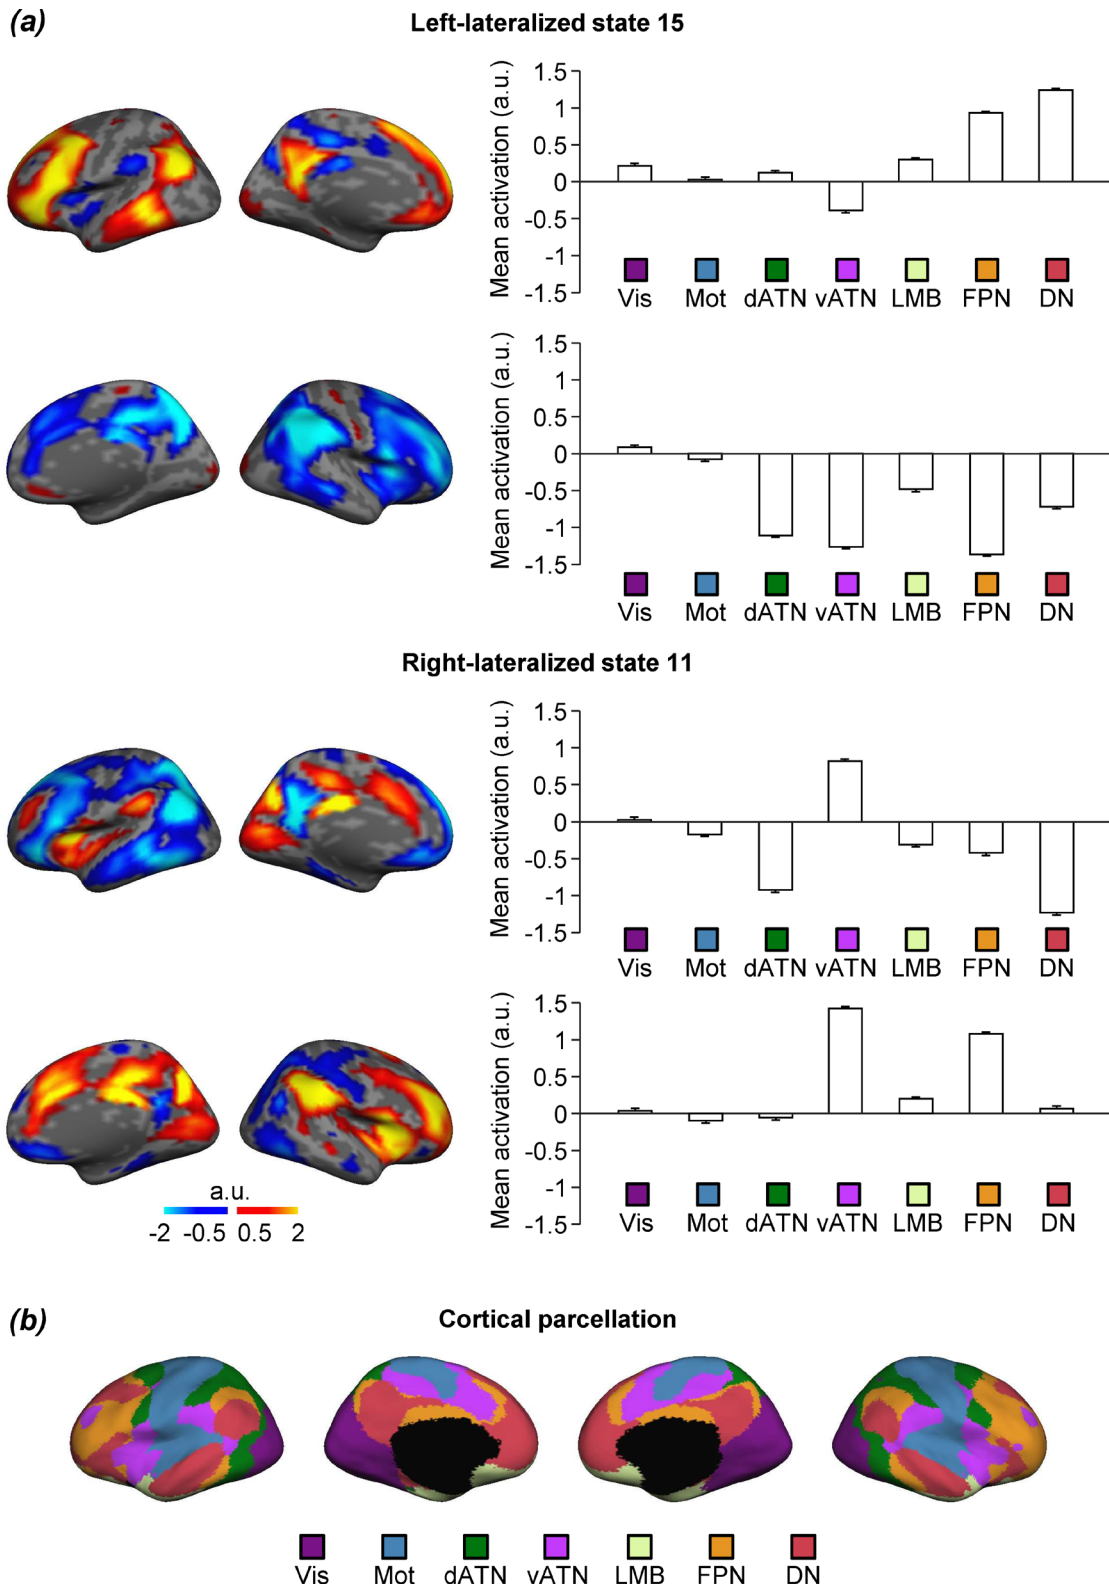 (a)
Left-lateralized state 15
Mean activation (a.u.)
1.5
1
0.5
0
-0.5
-1
-1.5
Vis Mot dATN vATN LMB FPN DN
Mean activation (a.u.)
1.5
1
0.5
0
-0.5
-1
-1.5
Vis Mot dATN vATN LMB FPN DN
Right-lateralized state 11
Mean activation (a.u.)
1.5
1
0.5
0
-0.5
-1
-1.5
Vis Mot dATN vATN LMB FPN DN
Mean activation (a.u.)
1.5
1
0.5
0
-0.5
-1
-1.5
Vis Mot dATN vATN LMB FPN DN
a.u.
-2 -0.5 0.5 2
(b)
Cortical parcellation
Vis Mot dATN vATN LMB FPN DN